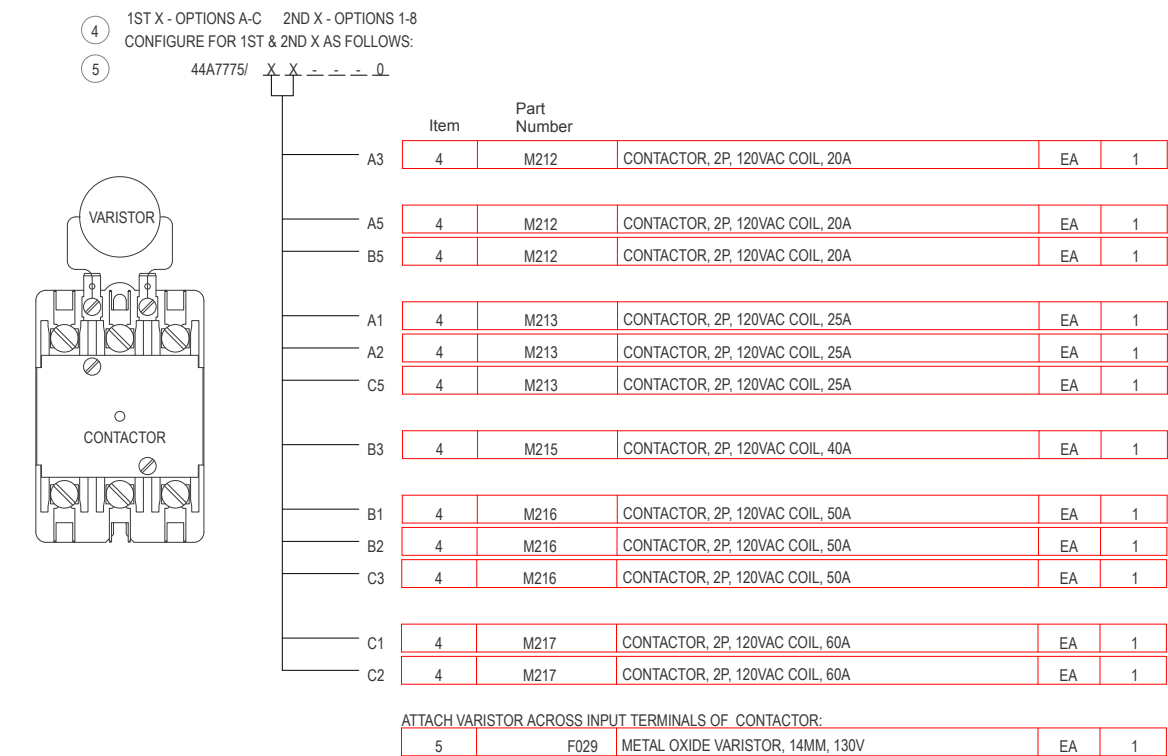 4
1ST X - OPTIONS A-C 2ND X - OPTIONS 1-8
CONFIGURE FOR 1ST & 2ND X AS FOLLOWS:
5
44A7775/ X X - - - 0
Item Part Number
A3 4 M212 CONTACTOR, 2P, 120VAC COIL, 20A EA 1
A5 4 M212 CONTACTOR, 2P, 120VAC COIL, 20A EA 1
B5 4 M212 CONTACTOR, 2P, 120VAC COIL, 20A EA 1
A1 4 M213 CONTACTOR, 2P, 120VAC COIL, 25A EA 1
A2 4 M213 CONTACTOR, 2P, 120VAC COIL, 25A EA 1
C5 4 M213 CONTACTOR, 2P, 120VAC COIL, 25A EA 1
B3 4 M215 CONTACTOR, 2P, 120VAC COIL, 40A EA 1
B1 4 M216 CONTACTOR, 2P, 120VAC COIL, 50A EA 1
B2 4 M216 CONTACTOR, 2P, 120VAC COIL, 50A EA 1
C3 4 M216 CONTACTOR, 2P, 120VAC COIL, 50A EA 1
C1 4 M217 CONTACTOR, 2P, 120VAC COIL, 60A EA 1
C2 4 M217 CONTACTOR, 2P, 120VAC COIL, 60A EA 1
ATTACH VARISTOR ACROSS INPUT TERMINALS OF CONTACTOR:
5 F029 METAL OXIDE VARISTOR, 14MM, 130V EA 1
VARISTOR
CONTACTOR